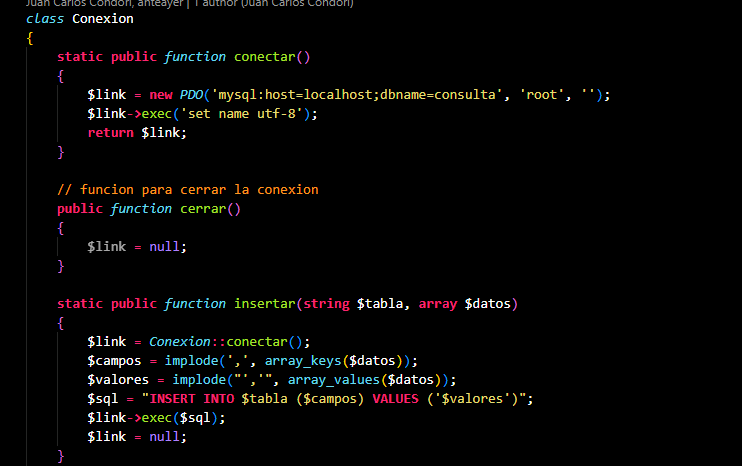 Juan Carlos Condori, anteayer | 1 author (Juan Carlos Condori)
class Conexion
{
    static public function conectar()
    {
        $link = new PDO('mysql:host=localhost;dbname=consulta', 'root', '');
        $link->exec('set name utf-8');
        return $link;
    }
    // funcion para cerrar la conexion
    public function cerrar()
    {
        $link = null;
    }
    static public function insertar(string $tabla, array $datos)
    {
        $link = Conexion::conectar();
        $campos = implode(',', array_keys($datos));
        $valores = implode("','", array_values($datos));
        $sql = "INSERT INTO $tabla ($campos) VALUES ('$valores')";
        $link->exec($sql);
        $link = null;
    }